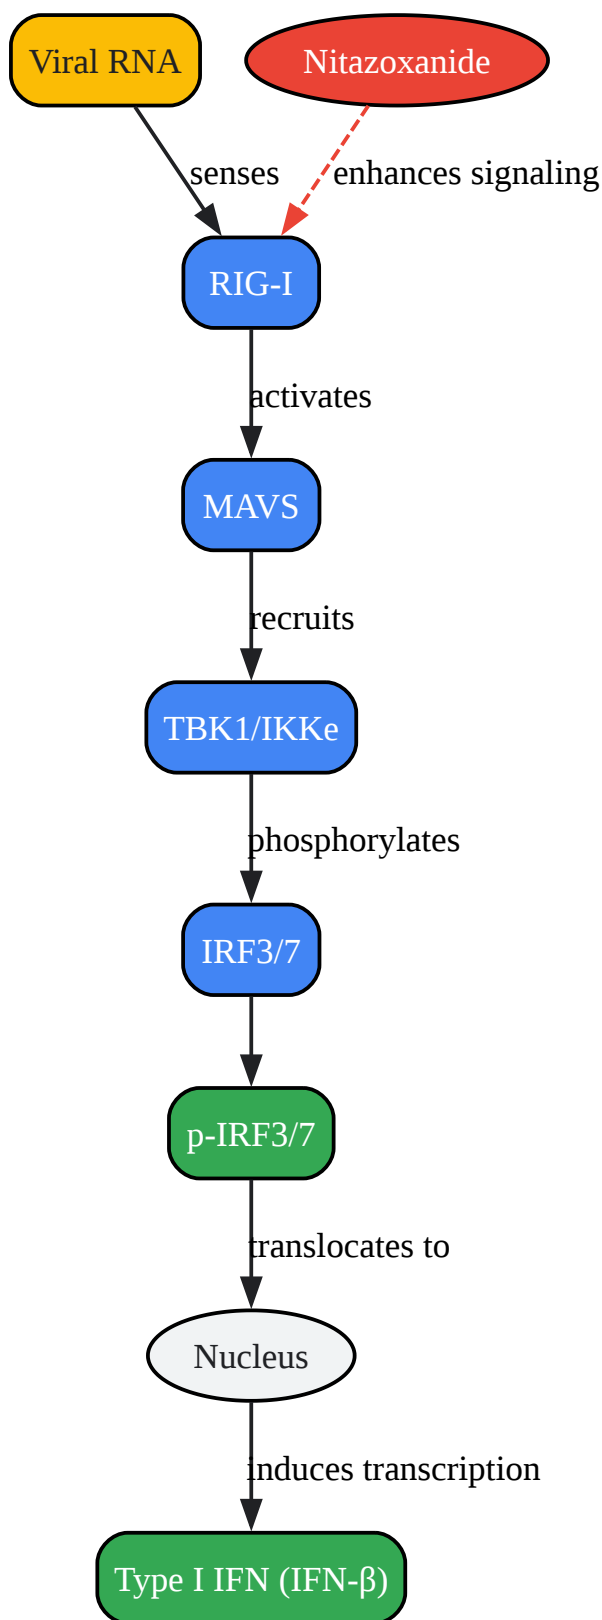 Viral RNA
Nitazoxanide
senses
enhances signaling
RIG-I
activates
MAVS
recruits
TBK1/IKKe
phosphorylates
IRF3/7
p-IRF3/7
translocates to
Nucleus
induces transcription
Type I IFN (IFN-β)